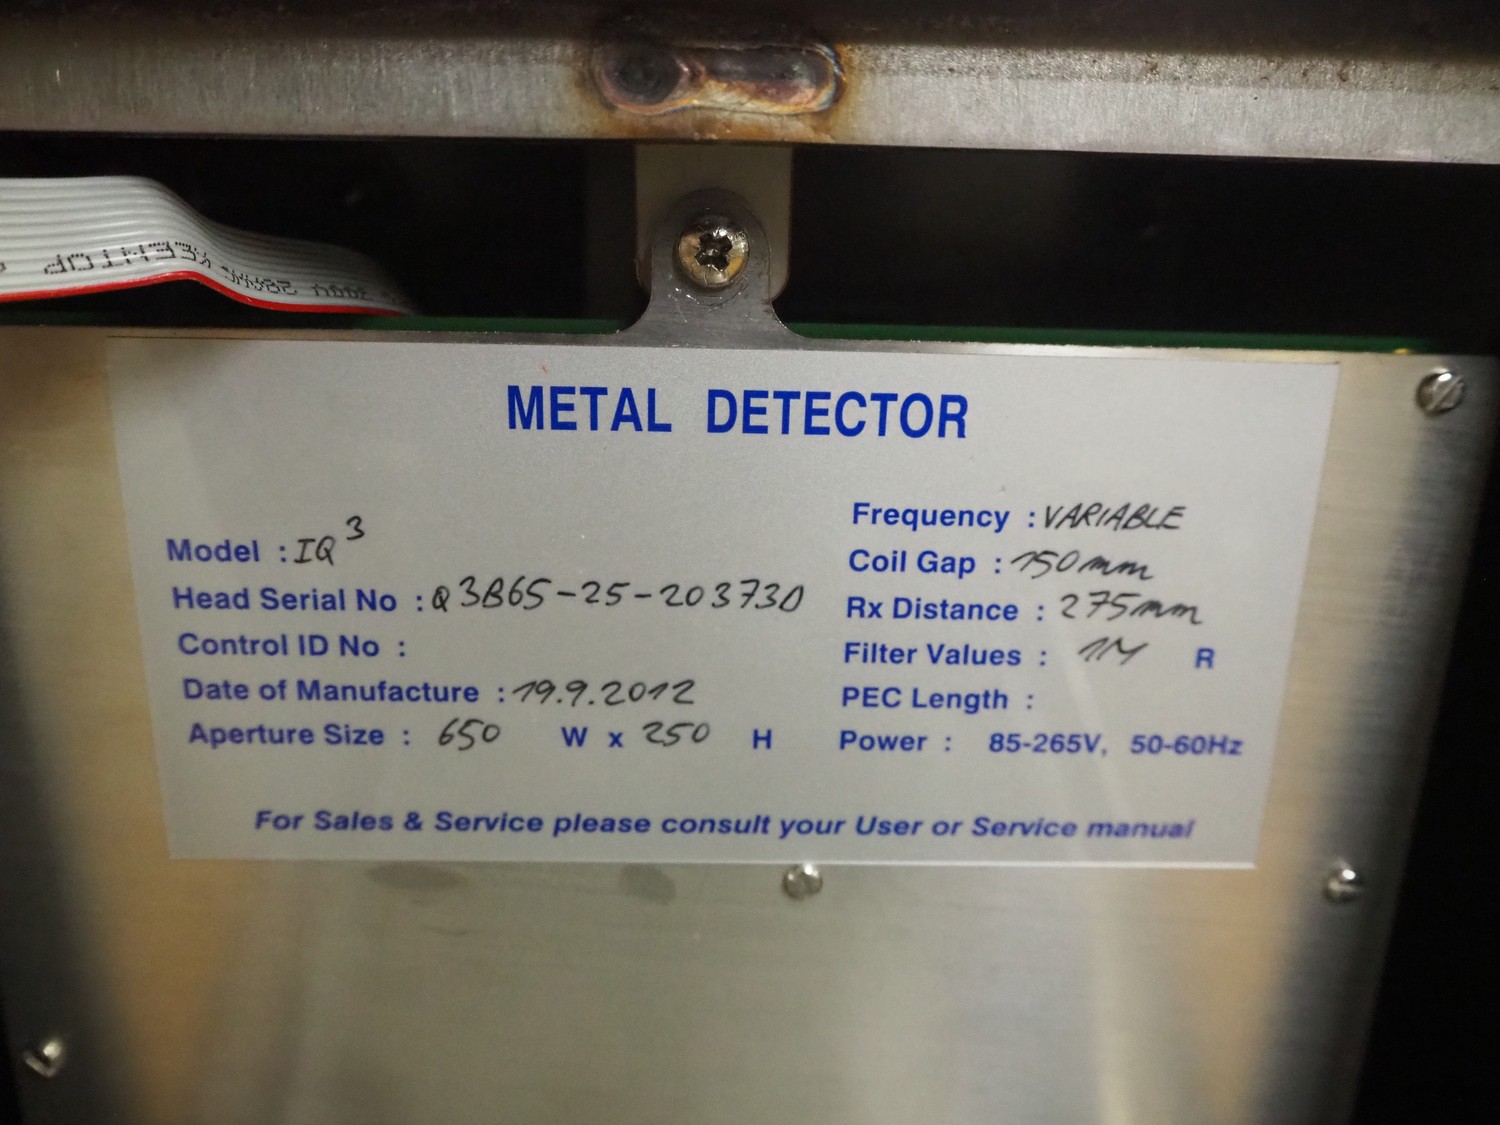 METAL DETECTOR
Model : IQ³
Head Serial No : Q3B65-25-203730
Control ID No :
Date of Manufacture : 19.9.2012
Aperture Size : 650 W x 250 H
Frequency : VARIABLE
Coil Gap : 150mm
Rx Distance : 275mm
Filter Values : 1M R
PEC Length :
Power : 85-265V, 50-60Hz
For Sales & Service please consult your User or Service manual